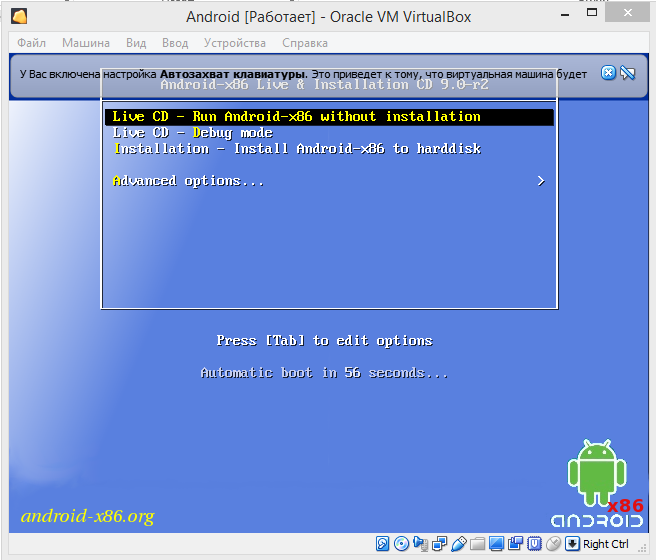 Android [Работает] - Oracle VM VirtualBox
Файл Машина Вид Ввод Устройства Справка
У Вас включена настройка Автозахват клавиатуры. Это приведет к тому, что виртуальная машина будет
Android-x86 Live & Installation CD 9.0-r2
Live CD - Run Android-x86 without installation
Live CD - Debug mode
Installation - Install Android-x86 to harddisk
Advanced options... >
Press [Tab] to edit options
Automatic boot in 56 seconds...
android-x86.org
x86
android
Right Ctrl